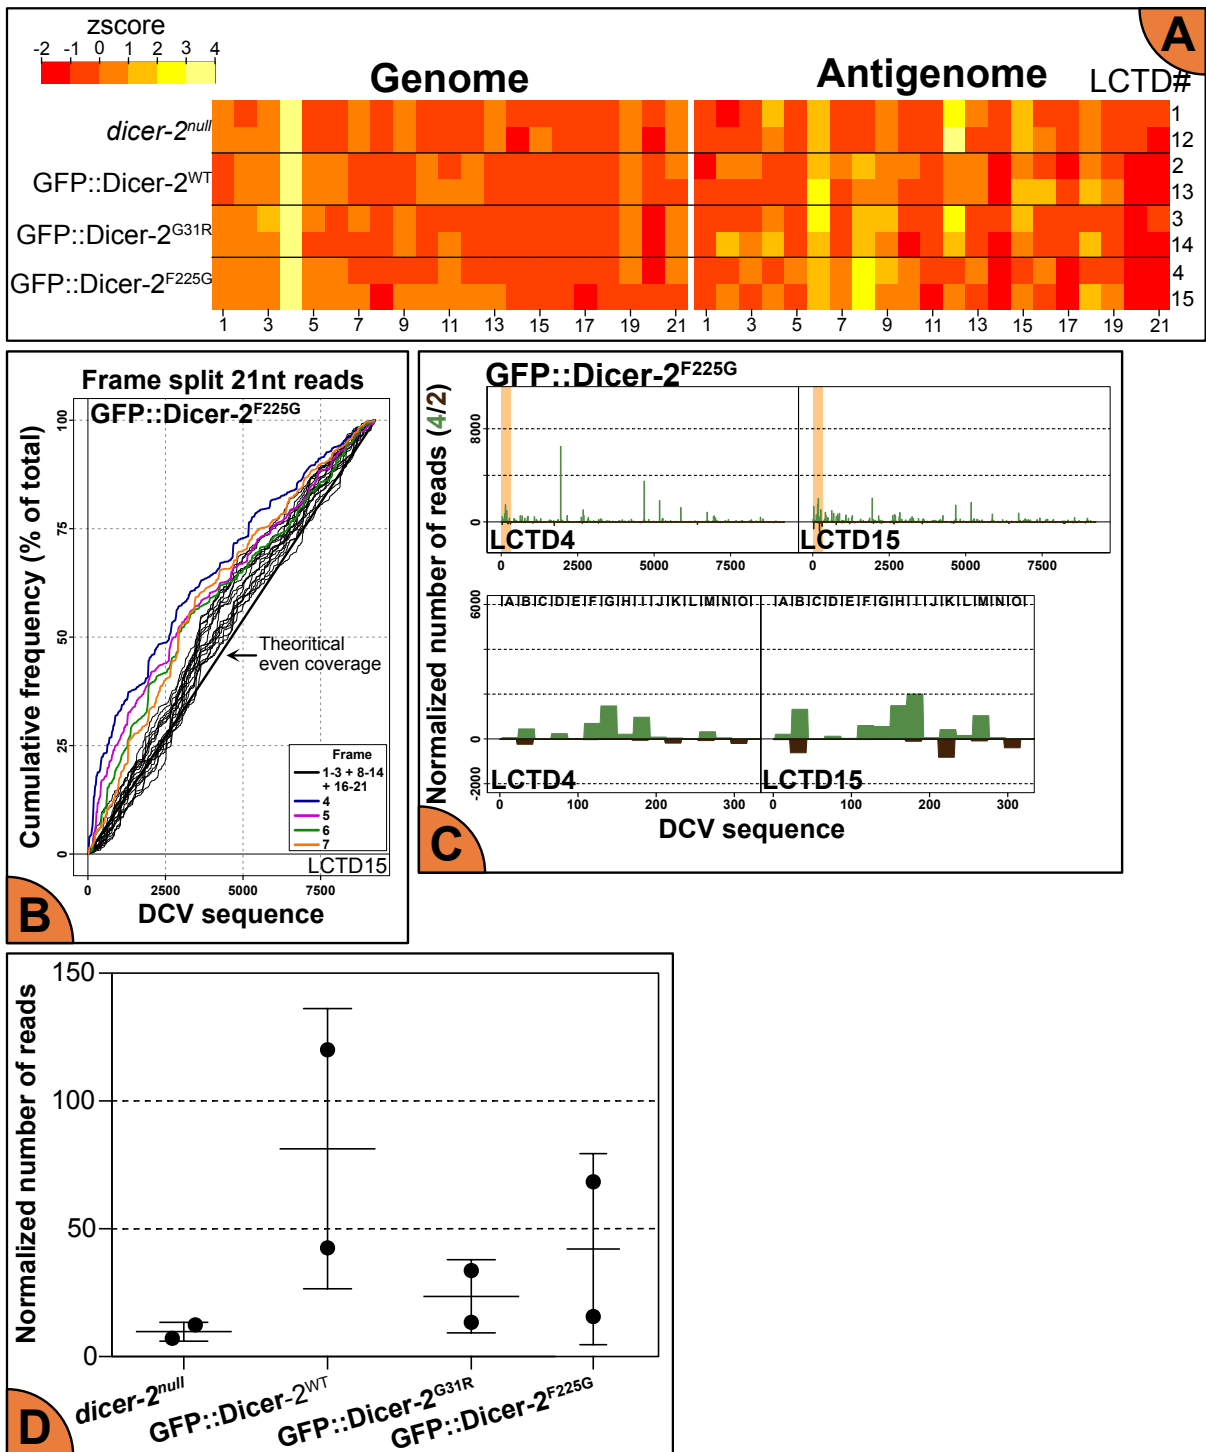 A
zscore
-2 -1 0 1 2 3 4
Genome
Antigenome
LCTD#
dicer-2null
1
12
GFP::Dicer-2WT
2
13
GFP::Dicer-2G31R
3
14
GFP::Dicer-2F225G
4
15
1 3 5 7 9 11 13 15 17 19 21
1 3 5 7 9 11 13 15 17 19 21
B
Frame split 21nt reads
GFP::Dicer-2F225G
Cumulative frequency (% of total)
100
75
50
25
0
Theoritical
even coverage
Frame
1-3 + 8-14
+ 16-21
4
5
6
7
LCTD15
0 2500 5000 7500
DCV sequence
C
GFP::Dicer-2F225G
Normalized number of reads (4/2)
8000
0
LCTD4
LCTD15
0 2500 5000 7500
0 2500 5000 7500
6000
0
-2000
|A|B|C|D|E|F|G|H|I|J|K|L|M|N|O|
|A|B|C|D|E|F|G|H|I|J|K|L|M|N|O|
LCTD4
LCTD15
0 100 200 300
0 100 200 300
DCV sequence
D
Normalized number of reads
150
100
50
0
dicer-2null
GFP::Dicer-2WT
GFP::Dicer-2G31R
GFP::Dicer-2F225G